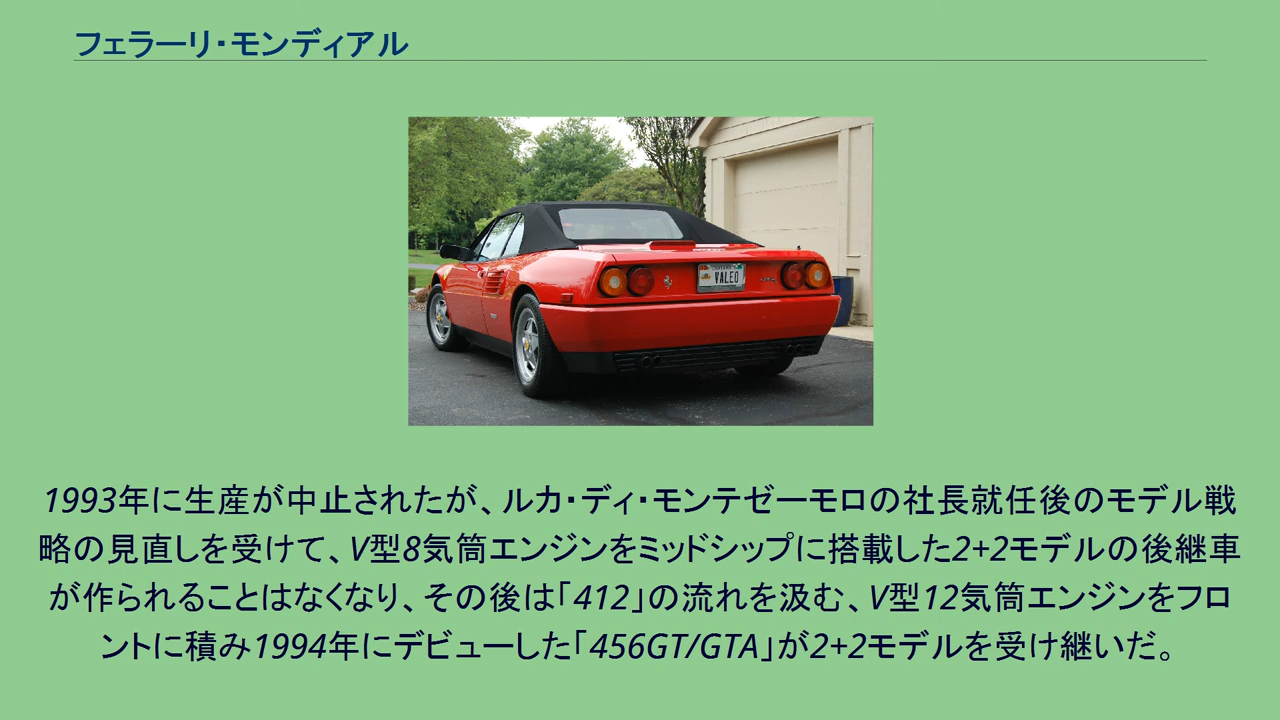 フェラーリ・モンディアル
VALEO
1993年に生産が中止されたが、ルカ・ディ・モンテゼーモロの社長就任後のモデル戦
略の見直しを受けて、V型8気筒エンジンをミッドシップに搭載した2+2モデルの後継車
が作られることはなくなり、その後は「412」の流れを汲む、V型12気筒エンジンをフロ
ントに積み1994年にデビューした「456GT/GTA」が2+2モデルを受け継いだ。